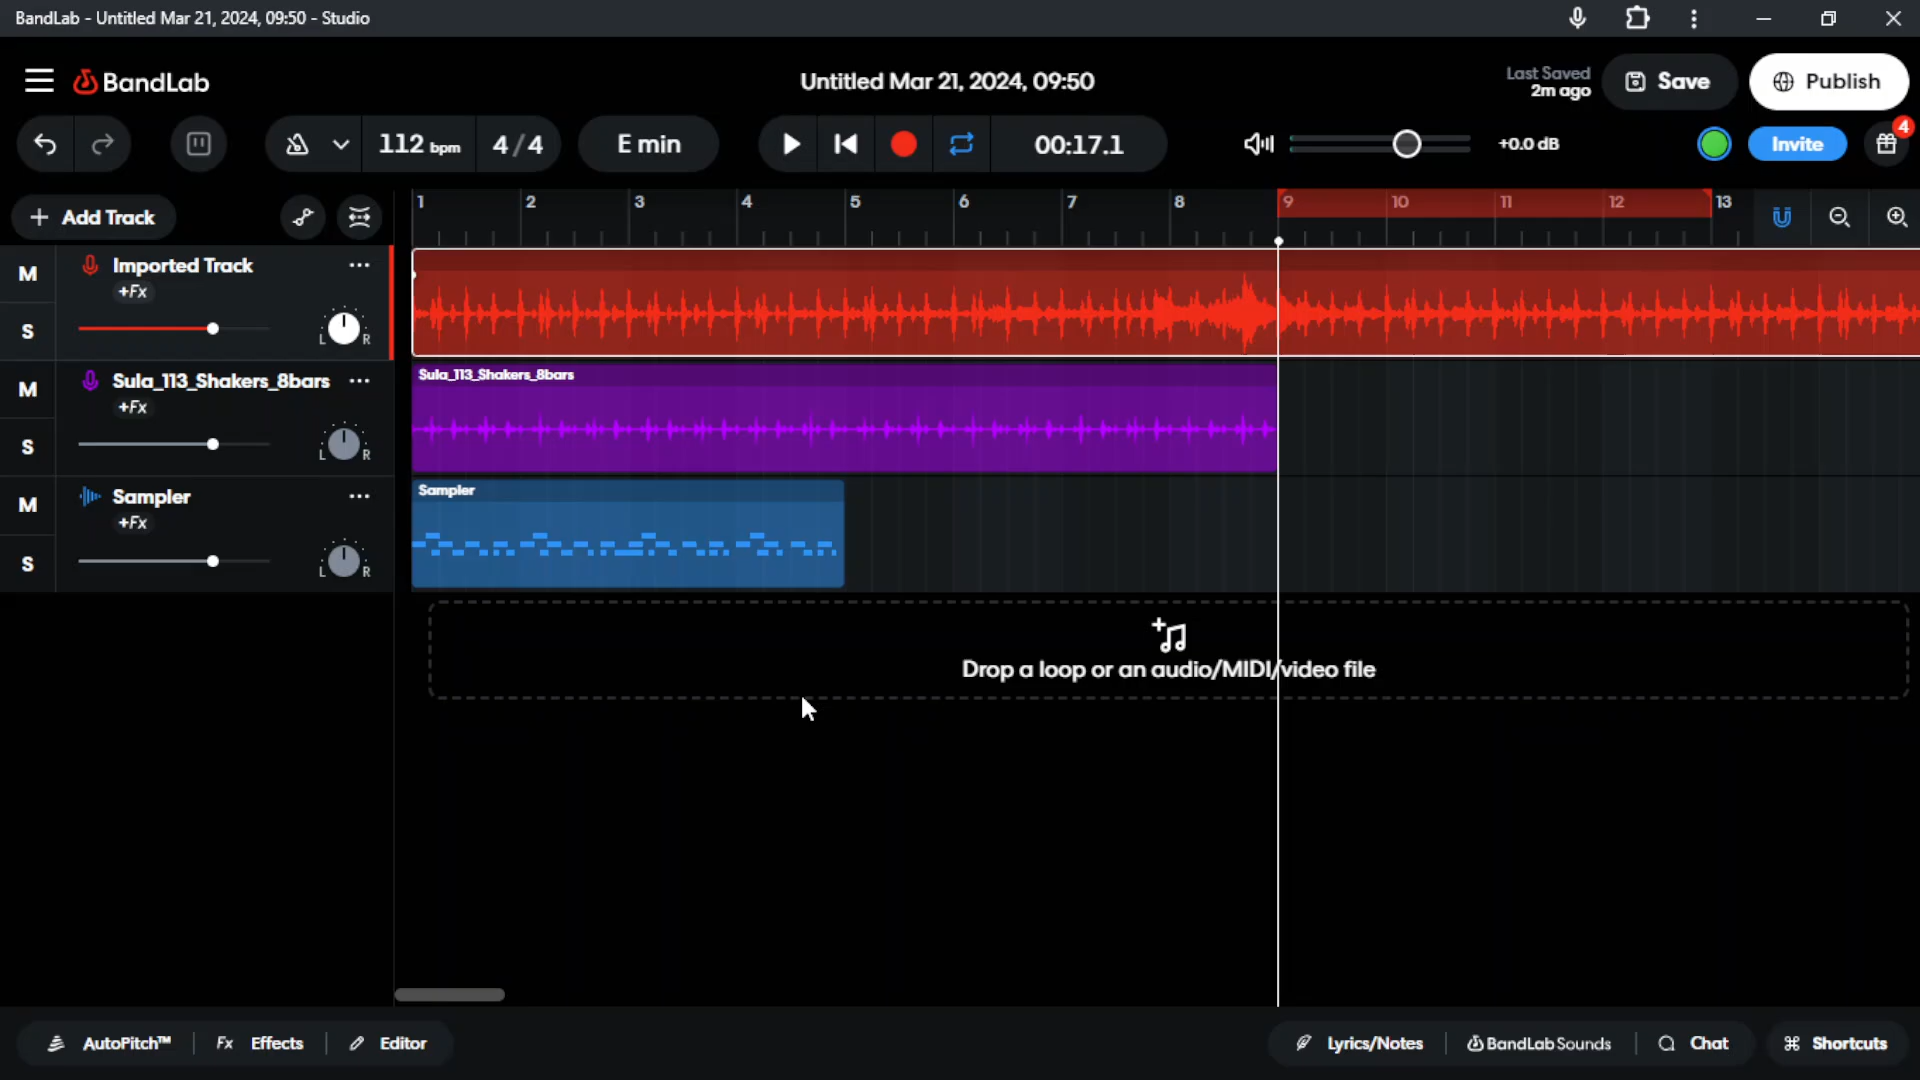 BandLab - Untitled Mar 21, 2024, 09:50 - Studio
BandLab
Untitled Mar 21, 2024, 09:50
Last Saved
2m ago
Save
Publish
112 bpm
4/4
E min
00:17.1
+0.0 dB
Invite
4
+ Add Track
1 2 3 4 5 6 7 8 9 10 11 12 13
M
Imported Track
+Fx
S
L R
M
Sula_113_Shakers_8bars
+Fx
S
L R
Sula_113_Shakers_8bars
M
Sampler
+Fx
S
L R
Sampler
Drop a loop or an audio/MIDI/video file
AutoPitch™
Fx Effects
Editor
Lyrics/Notes
BandLab Sounds
Chat
⌘ Shortcuts